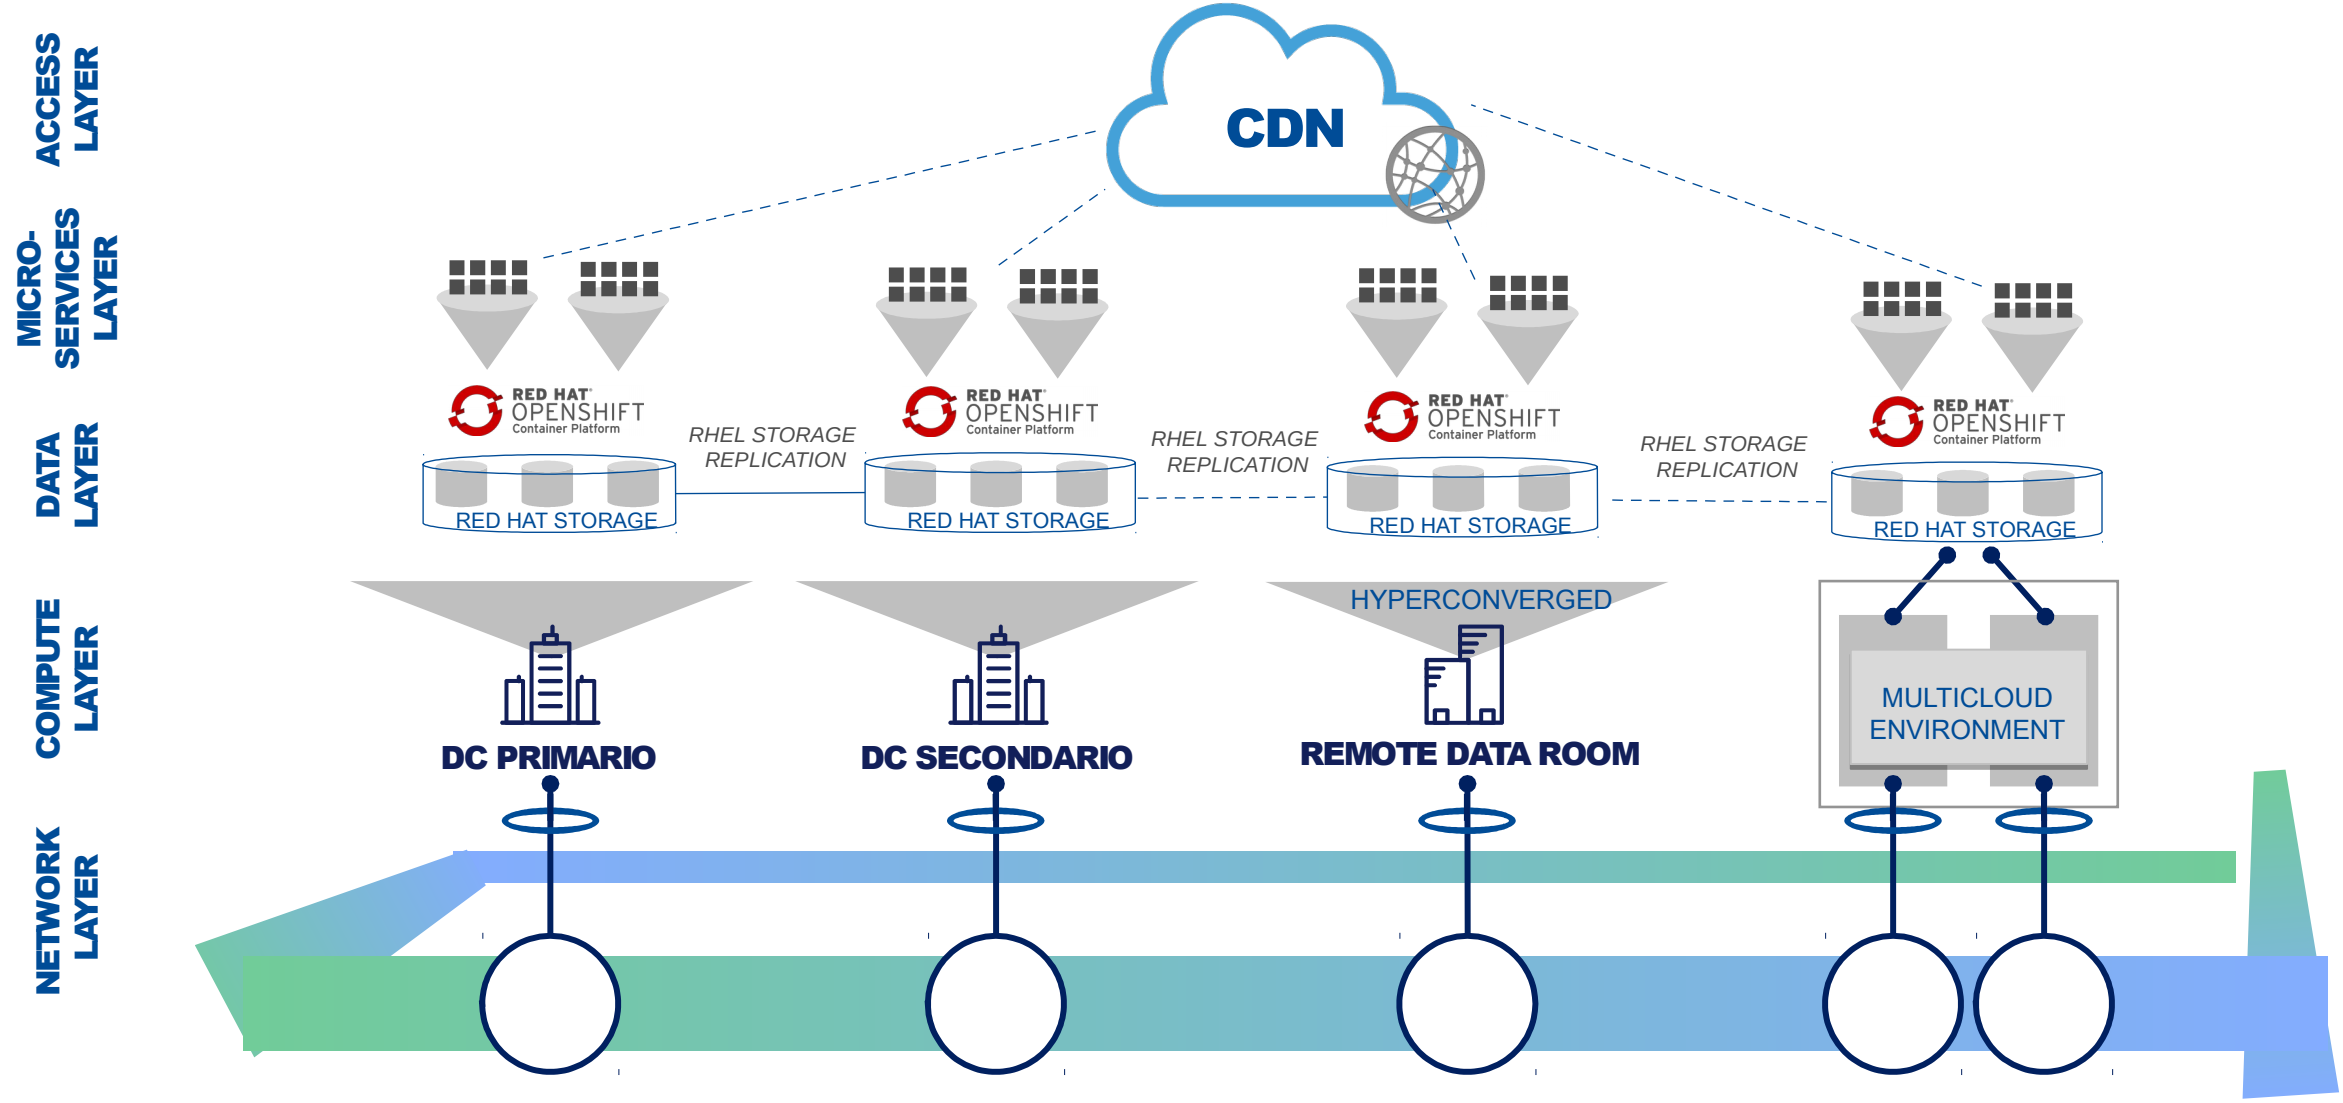 ACCESS
LAYER
CDN
MICRO-
SERVICES
LAYER
RED HAT®
OPENSHIFT
Container Platform
RED HAT®
OPENSHIFT
Container Platform
RED HAT®
OPENSHIFT
Container Platform
RED HAT®
OPENSHIFT
Container Platform
DATA
LAYER
RHEL STORAGE
REPLICATION
RHEL STORAGE
REPLICATION
RHEL STORAGE
REPLICATION
RED HAT STORAGE
RED HAT STORAGE
RED HAT STORAGE
RED HAT STORAGE
COMPUTE
LAYER
HYPERCONVERGED
MULTICLOUD
ENVIRONMENT
DC PRIMARIO
DC SECONDARIO
REMOTE DATA ROOM
NETWORK
LAYER